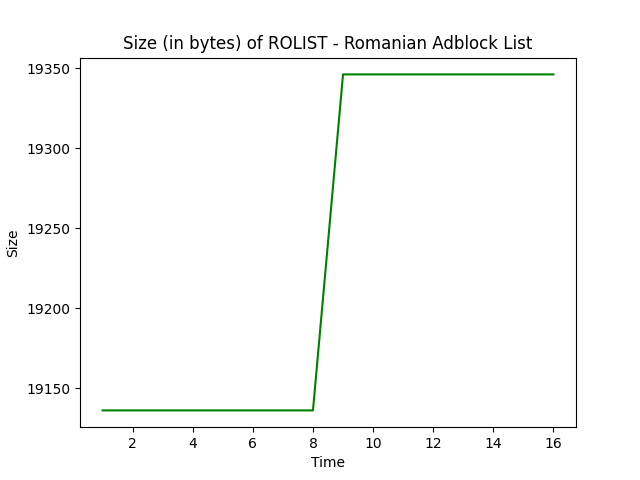 Size (in bytes) of ROLIST - Romanian Adblock List
19350
19300
19250
19200
19150
Size
2 4 6 8 10 12 14 16
Time